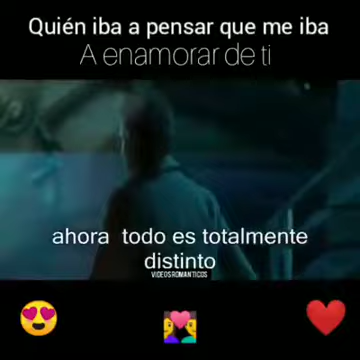 Quién iba a pensar que me iba
A enamorar de ti
ahora todo es totalmente
distinto
VIDEOSROMANTICOS